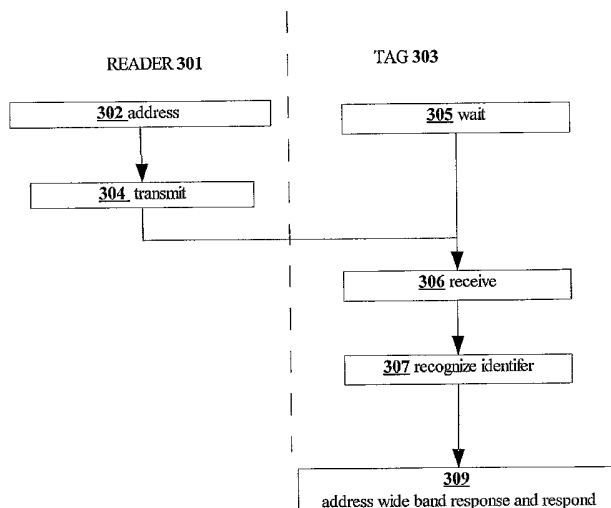 READER 301
TAG 303
302 address
305 wait
304 transmit
306 receive
307 recognize identifer
309
address wide band response and respond